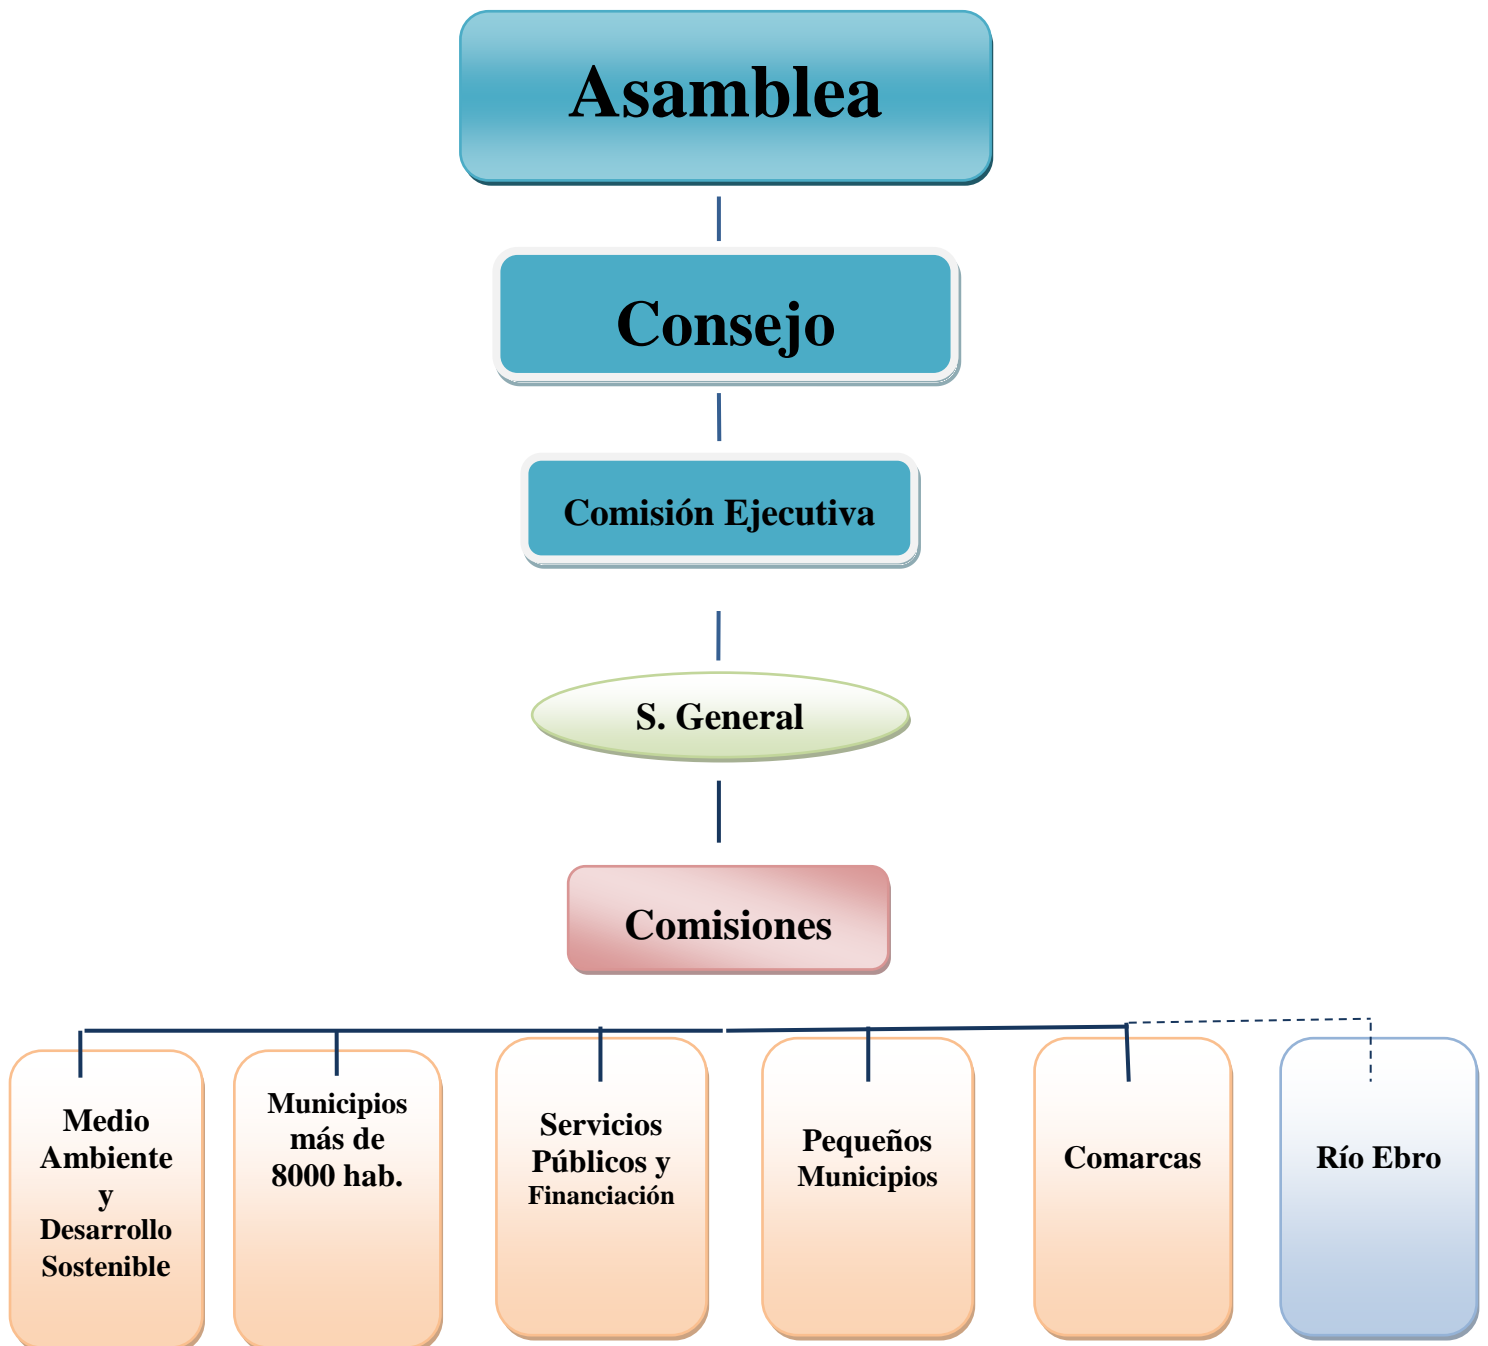 Asamblea
Consejo
Comisión Ejecutiva
S. General
Comisiones
Medio
Ambiente
y
Desarrollo
Sostenible
Municipios
más de
8000 hab.
Servicios
Públicos y
Financiación
Pequeños
Municipios
Comarcas
Río Ebro